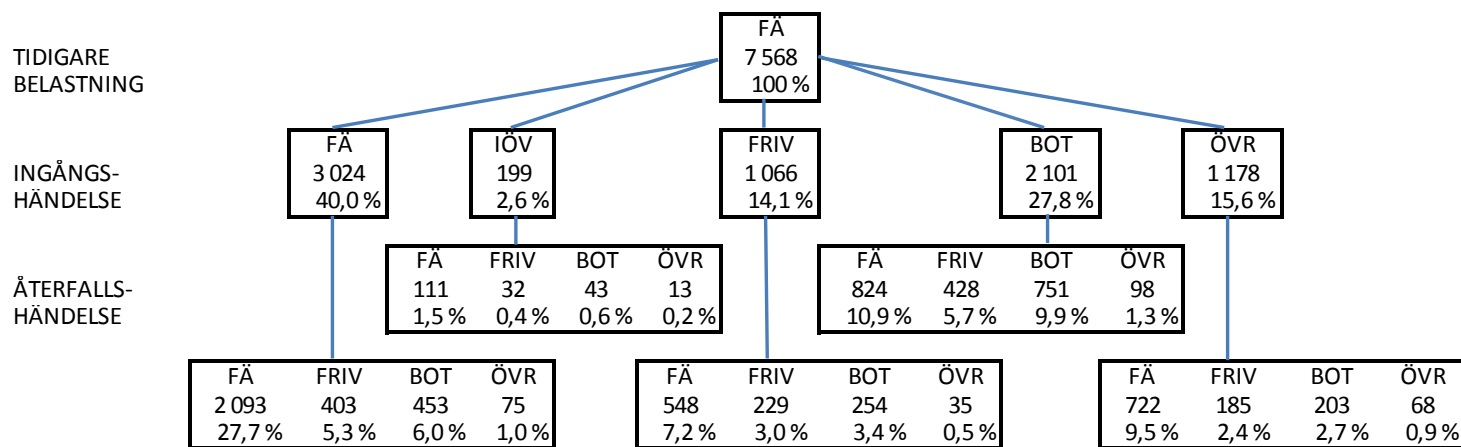 FÄ
TIDIGARE 7 568
BELASTNING 100 %
FÄ IÖV FRIV BOT ÖVR
INGÅNGS- 3 024 199 1 066 2 101 1 178
HÄNDELSE 40,0 % 2,6 % 14,1 % 27,8 % 15,6 %
FÄ FRIV BOT ÖVR FÄ FRIV BOT ÖVR
ÅTERFALLS- 111 32 43 13 824 428 751 98
HÄNDELSE 1,5 % 0,4 % 0,6 % 0,2 % 10,9 % 5,7 % 9,9 % 1,3 %
FÄ FRIV BOT ÖVR FÄ FRIV BOT ÖVR FÄ FRIV BOT ÖVR
2 093 403 453 75 548 229 254 35 722 185 203 68
27,7 % 5,3 % 6,0 % 1,0 % 7,2 % 3,0 % 3,4 % 0,5 % 9,5 % 2,4 % 2,7 % 0,9 %